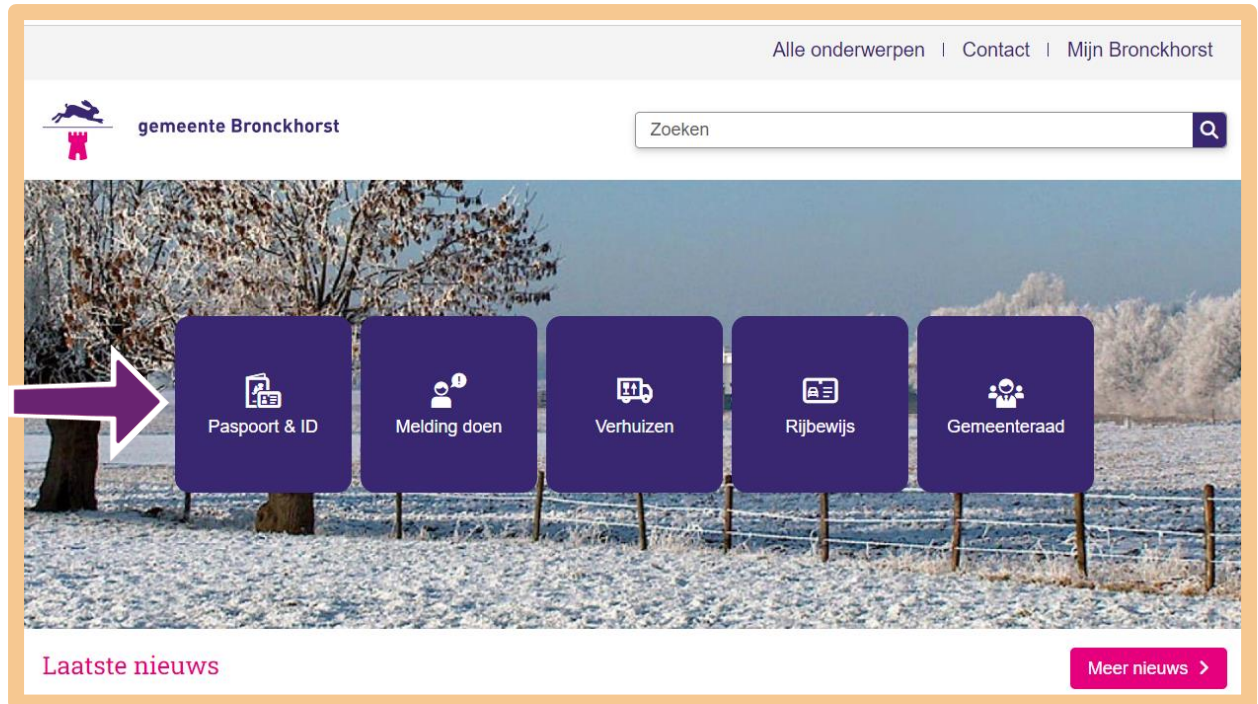 Alle onderwerpen | Contact | Mijn Bronckhorst
gemeente Bronckhorst
Zoeken
Paspoort & ID
Melding doen
Verhuizen
Rijbewijs
Gemeenteraad
Laatste nieuws
Meer nieuws